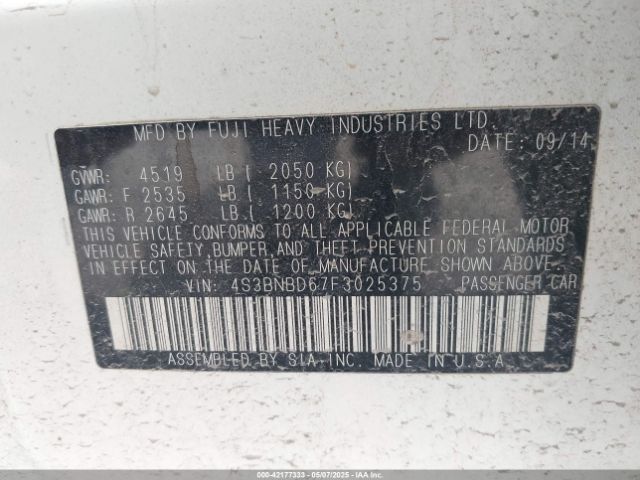 MFD BY FUJI HEAVY INDUSTRIES LTD.
DATE: 09/14
GVWR: 4519 LB ( 2050 KG)
GAWR: F 2535 LB ( 1150 KG)
GAWR: R 2645 LB ( 1200 KG)
THIS VEHICLE CONFORMS TO ALL APPLICABLE FEDERAL MOTOR
VEHICLE SAFETY, BUMPER, AND THEFT PREVENTION STANDARDS
IN EFFECT ON THE DATE OF MANUFACTURE SHOWN ABOVE.
VIN: 4S3BNBD67F3025375 PASSENGER CAR
ASSEMBLED BY SIA, INC. MADE IN U.S.A.
000-42177333 - 05/07/2025 - IAA Inc.